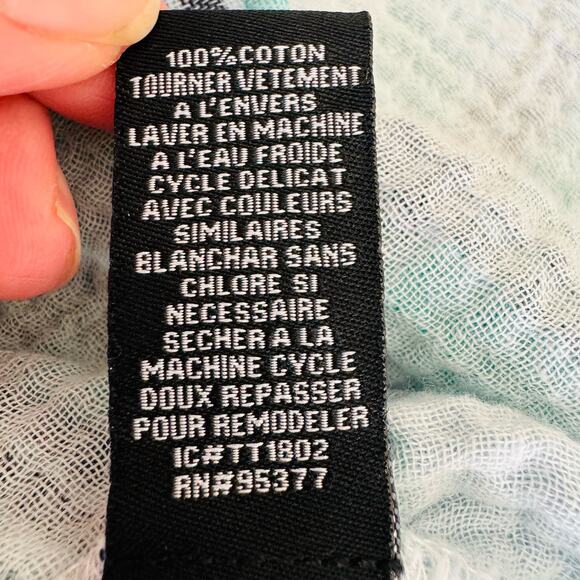 100%COTON
TOURNER VETEMENT
A L'ENVERS
LAVER EN MACHINE
A L'EAU FROIDE
CYCLE DELICAT
AVEC COULEURS
SIMILAIRES
BLANCHAR SANS
CHLORE SI
NECESSAIRE
SECHER A LA
MACHINE CYCLE
DOUX REPASSER
POUR REMODELER
IC#TT1802
RN#95377